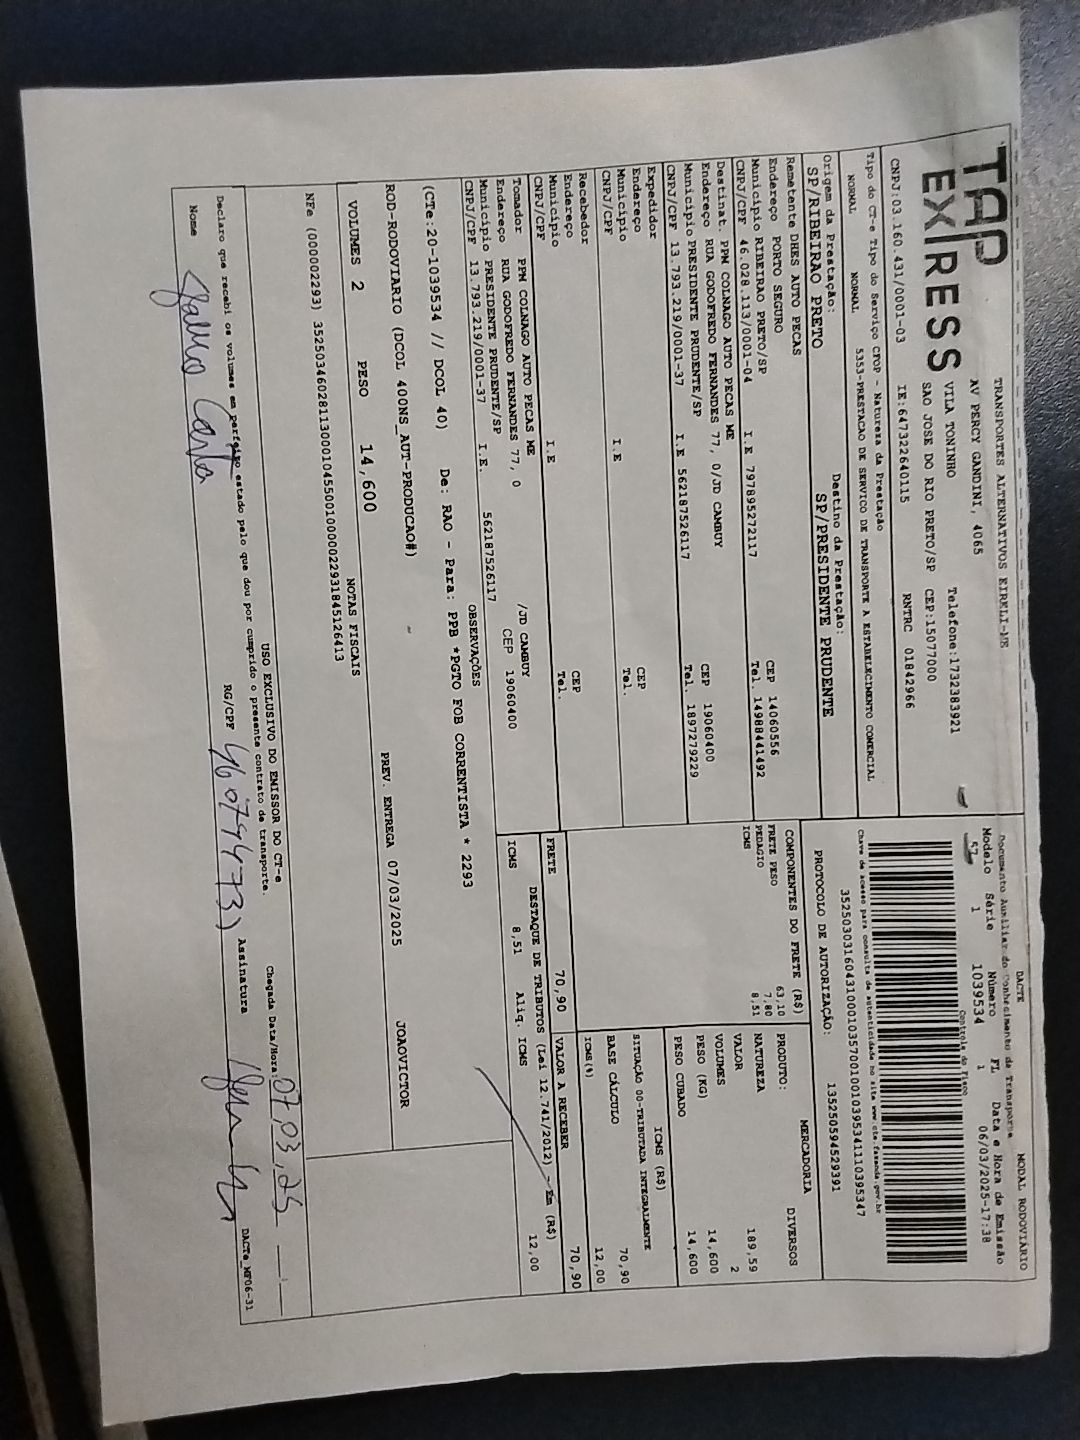 TAP
EX/RESS
TRANSPORTES ALTERNATIVOS EIRELI-ME
AV PERCY GANDINI, 4065
VILA TONINHO Telefone:1732383921
SAO JOSE DO RIO PRETO/SP CEP:15077000
CNPJ:03.160.431/0001-03 IE:647322640115 RNTRC 01842966
Tipo do CT-e Tipo do Serviço CFOP - Natureza da Prestação
NORMAL NORMAL 5353-PRESTACAO DE SERVICO DE TRANSPORTE A ESTABELECIMENTO COMERCIAL
Origem da Prestação: Destino da Prestação:
SP/RIBEIRAO PRETO SP/PRESIDENTE PRUDENTE
Remetente DHES AUTO PECAS
Endereço PORTO SEGURO CEP 14060556
Município RIBEIRAO PRETO/SP Tel. 14988441492
CNPJ/CPF 46.028.113/0001-04 I.E 797895272117
Destinat. PPM COLNAGO AUTO PECAS ME
Endereço RUA GODOFREDO FERNANDES 77, 0/JD CAMBUY CEP 19060400
Município PRESIDENTE PRUDENTE/SP Tel. 1897279229
CNPJ/CPF 13.793.219/0001-37 I.E 562187526117
Expedidor
Endereço CEP
Município Tel.
CNPJ/CPF I.E
Recebedor
Endereço CEP
Município Tel.
CNPJ/CPF I.E
Tomador PPM COLNAGO AUTO PECAS ME
Endereço RUA GODOFREDO FERNANDES 77, 0 /JD CAMBUY
Município PRESIDENTE PRUDENTE/SP CEP 19060400
CNPJ/CPF 13.793.219/0001-37 I.E. 562187526117
DACTE MODAL RODOVIÁRIO
Documento Auxiliar do Conhecimento de Transporte
Modelo Série Número FL Data e Hora de Emissão
57 1 1039534 1 06/03/2025-17:38
Controle do Fisco
Chave de acesso para consulta de autenticidade no site www.cte.fazenda.gov.br
35250303160431000103570010010395341110395347
PROTOCOLO DE AUTORIZAÇÃO: 135250594529391
COMPONENTES DO FRETE (R$)
FRETE PESO 63,10
PEDAGIO 7,80
ICMS 8,51
MERCADORIA
PRODUTO: DIVERSOS
NATUREZA
VALOR 189,59
VOLUMES 2
PESO (KG) 14,600
PESO CUBADO 14,600
ICMS (R$)
SITUAÇÃO 00-TRIBUTADA INTEGRALMENTE
BASE CÁLCULO 70,90
ICMS(%) 12,00
FRETE 70,90 VALOR A RECEBER 70,90
DESTAQUE DE TRIBUTOS (Lei 12.741/2012) - Em (R$)
ICMS 8,51 Aliq. ICMS 12,00
OBSERVAÇÕES
(CTe:20-1039534 // DCOL 40) De: RAO - Para: PPB *PGTO FOB CORRENTISTA * 2293
ROD-RODOVIARIO (DCOL 400NS_AUT-PRODUCAO#)
PREV. ENTREGA 07/03/2025 JOAOVICTOR
VOLUMES 2 PESO 14,600 NOTAS FISCAIS
NFe (000002293) 35250346028113000104550010000022931845126413
USO EXCLUSIVO DO EMISSOR DO CT-e
Declaro que recebi os volumes em perfeito estado pelo que dou por cumprido o presente contrato de transporte. Chegada Data/Hora: 07,03,25
Nome RG/CPF Assinatura
DACTe_MF06-31